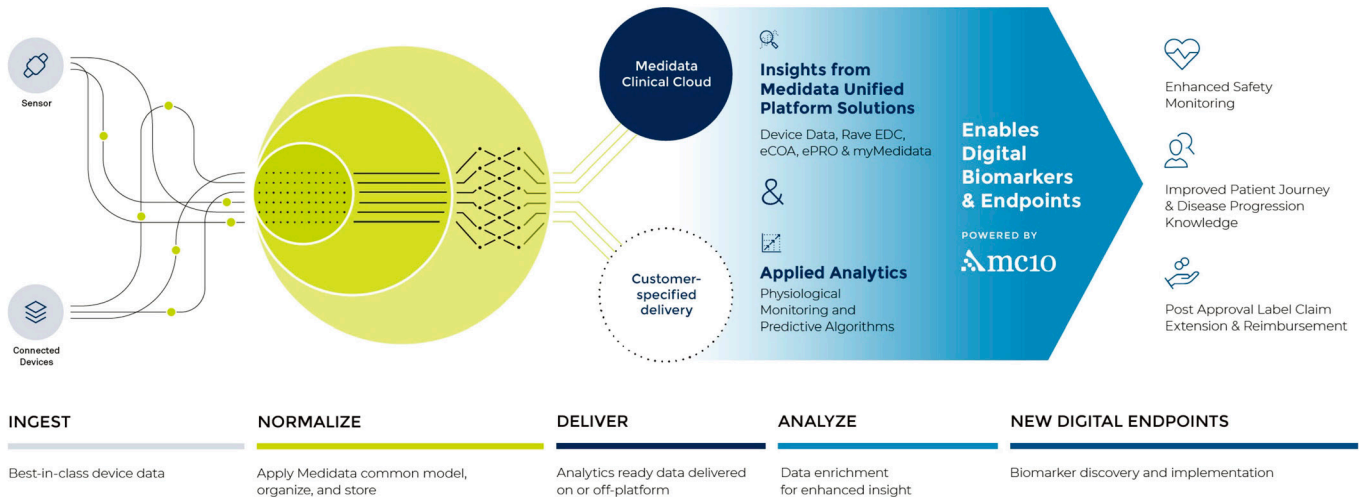 Sensor
Connected
Devices
Medidata
Clinical Cloud
Customer-
specified
delivery
Insights from
Medidata Unified
Platform Solutions
Device Data, Rave EDC,
eCOA, ePRO & myMedidata
&
Applied Analytics
Physiological
Monitoring and
Predictive Algorithms
Enables
Digital
Biomarkers
& Endpoints
POWERED BY
mc10
Enhanced Safety
Monitoring
Improved Patient Journey
& Disease Progression
Knowledge
Post Approval Label Claim
Extension & Reimbursement
INGEST
Best-in-class device data
NORMALIZE
Apply Medidata common model,
organize, and store
DELIVER
Analytics ready data delivered
on or off-platform
ANALYZE
Data enrichment
for enhanced insight
NEW DIGITAL ENDPOINTS
Biomarker discovery and implementation